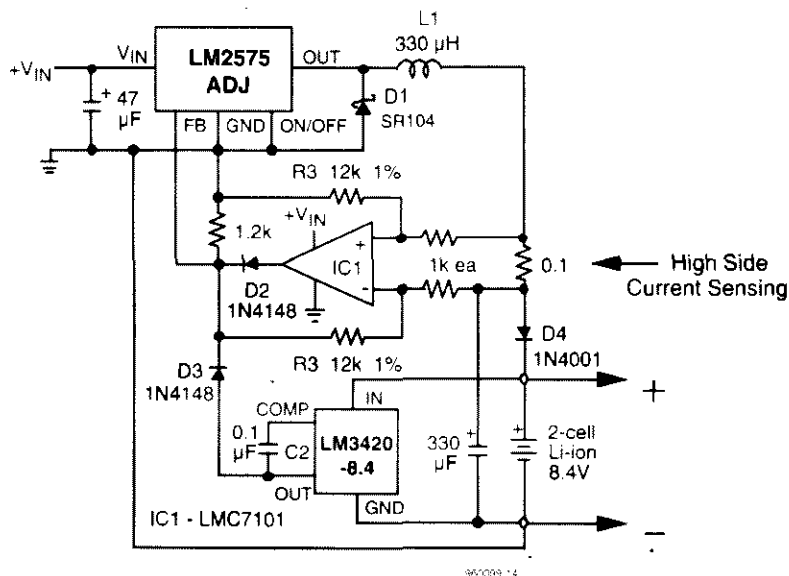 L1
330 µH
LM2575
ADJ
VIN
OUT
+VIN
+ 47
µF
FB GND ON/OFF
D1
SR104
R3 12k 1%
1.2k
+VIN
+
IC1
-
1k ea
0.1
High Side
Current Sensing
D2
1N4148
D4
1N4001
D3
1N4148
R3 12k 1%
IN
+
COMP
0.1
µF
C2
LM3420
-8.4
330
µF
+
+
2-cell
Li-ion
8.4V
OUT
GND
IC1 - LMC7101
−